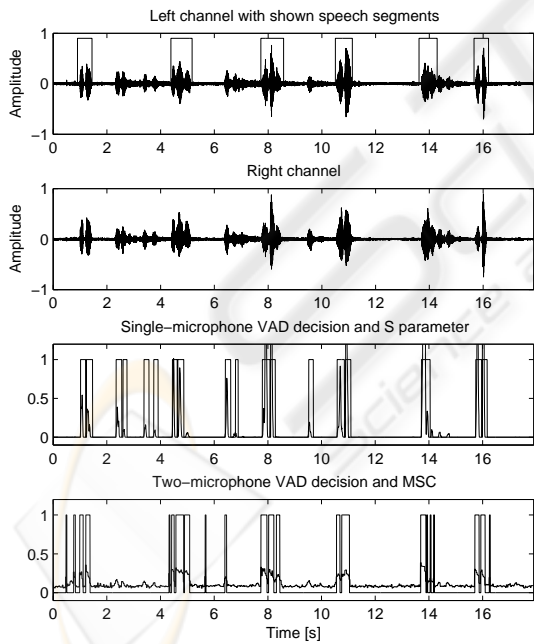 Left channel with shown speech segments
1
0
−1
Amplitude
0 2 4 6 8 10 12 14 16
Right channel
1
0
−1
Amplitude
0 2 4 6 8 10 12 14 16
Single−microphone VAD decision and S parameter
1
0.5
0
0 2 4 6 8 10 12 14 16
Two−microphone VAD decision and MSC
1
0.5
0
0 2 4 6 8 10 12 14 16
Time [s]
Science a